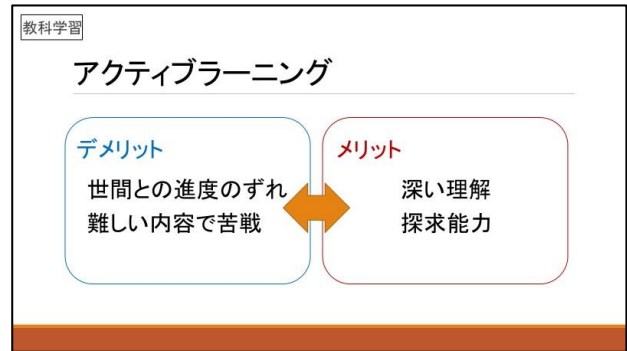 教科学習
アクティブラーニング
デメリット
世間との進度のずれ
難しい内容で苦戦
メリット
深い理解
探求能力